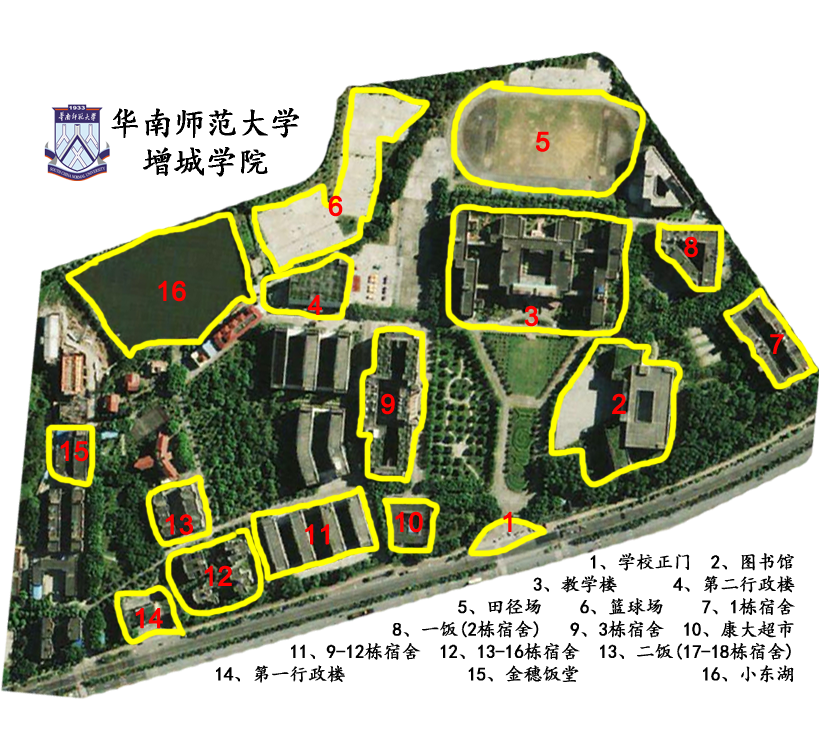 1933
华南师范大学
SOUTH CHINA NORMAL UNIVERSITY
华南师范大学
增城学院
5
6
8
16
4
3
7
9
2
15
13
10
1
11
12
14
1、学校正门 2、图书馆
3、教学楼 4、第二行政楼
5、田径场 6、篮球场 7、1栋宿舍
8、一饭(2栋宿舍) 9、3栋宿舍 10、康大超市
11、9-12栋宿舍 12、13-16栋宿舍 13、二饭(17-18栋宿舍)
14、第一行政楼 15、金穗饭堂 16、小东湖